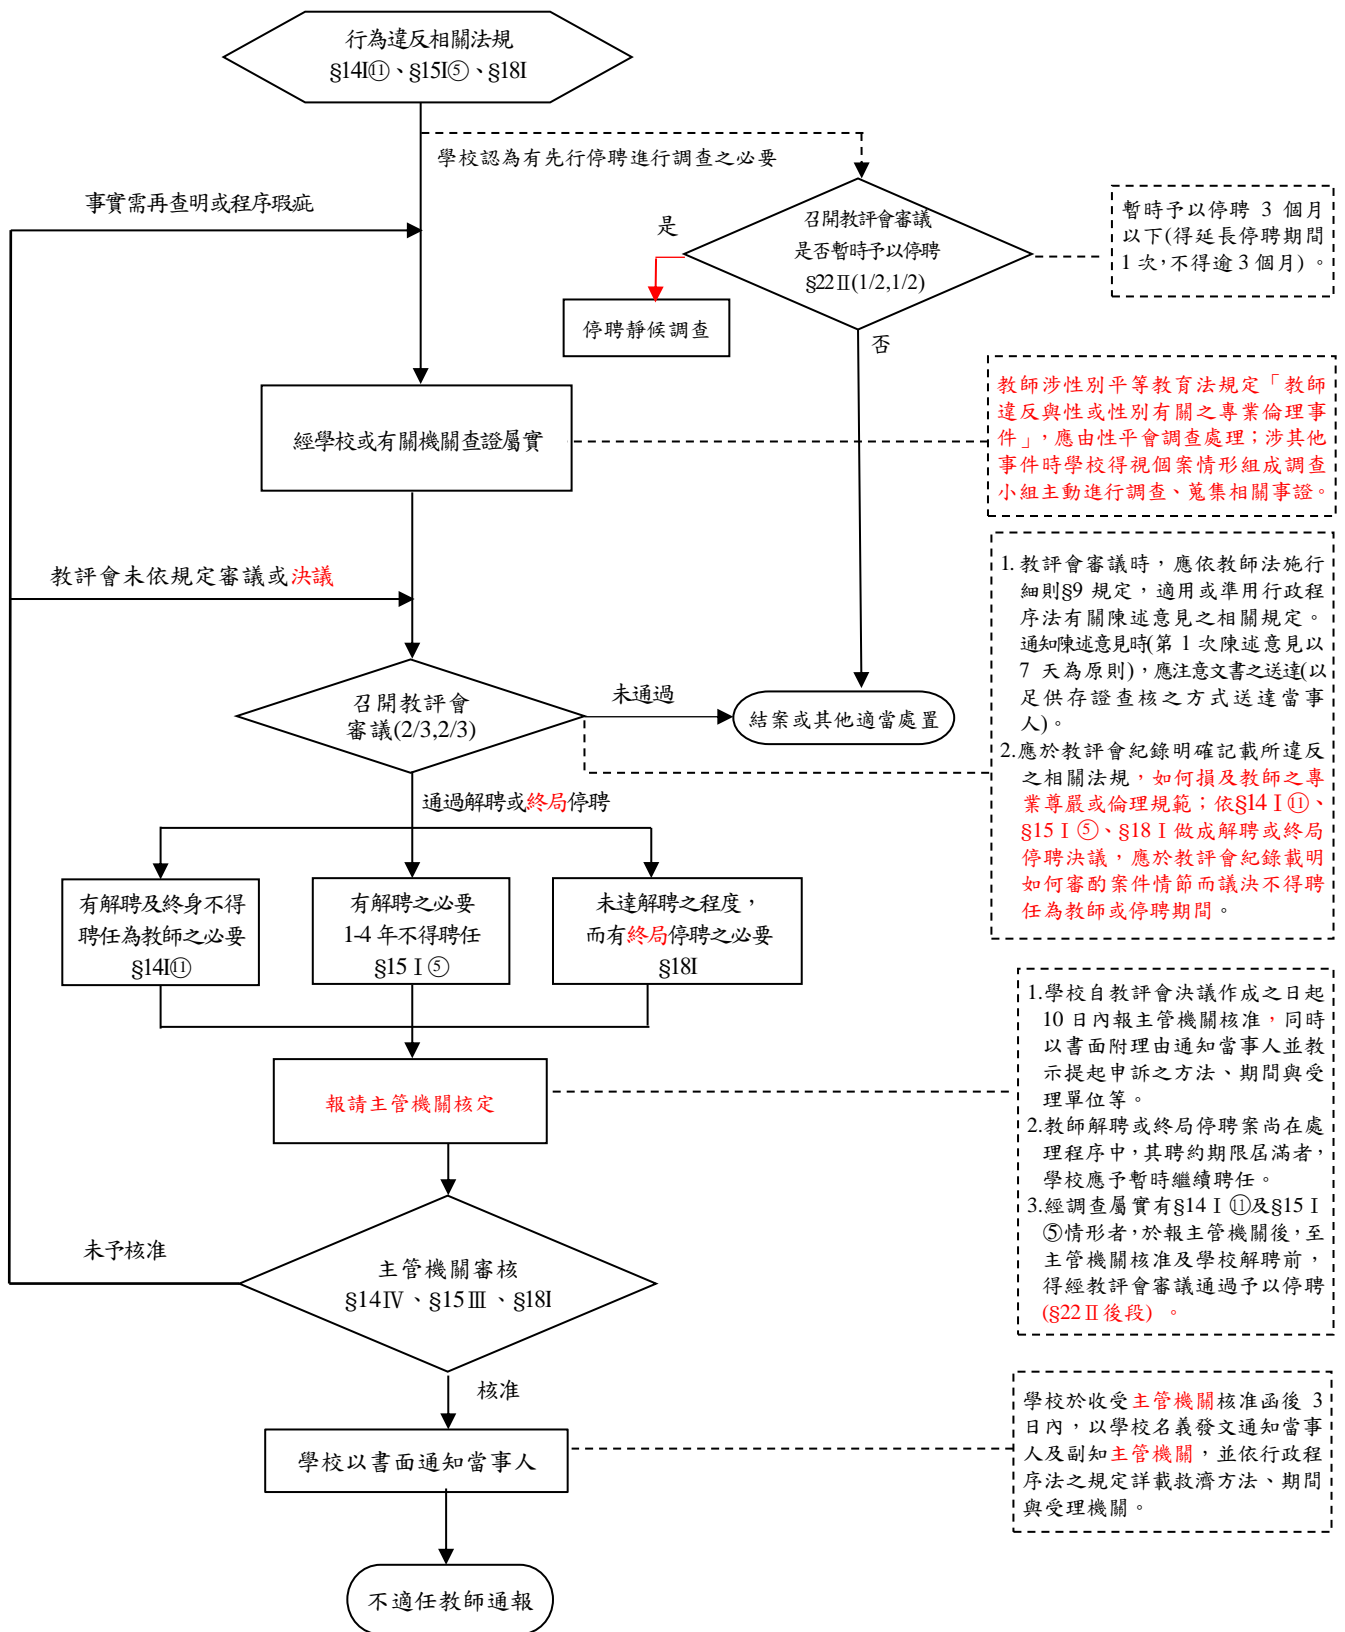 行為違反相關法規
§14I⑪、§15I⑤、§18I
學校認為有先行停聘進行調查之必要
事實需再查明或程序瑕疵
是
召開教評會審議
是否暫時予以停聘
§22Ⅱ(1/2,1/2)
暫時予以停聘 3 個月
以下(得延長停聘期間
1 次,不得逾 3 個月) 。
停聘靜候調查
否
經學校或有關機關查證屬實
教師涉性別平等教育法規定「教師
違反與性或性別有關之專業倫理事
件」,應由性平會調查處理;涉其他
事件時學校得視個案情形組成調查
小組主動進行調查、蒐集相關事證。
教評會未依規定審議或決議
1. 教評會審議時,應依教師法施行
細則§9 規定,適用或準用行政程
序法有關陳述意見之相關規定。
通知陳述意見時(第 1 次陳述意見以
7 天為原則),應注意文書之送達(以
足供存證查核之方式送達當事
人)。
2.應於教評會紀錄明確記載所違反
之相關法規,如何損及教師之專
業尊嚴或倫理規範;依§14 I ⑪、
§15 I ⑤、§18 I 做成解聘或終局
停聘決議,應於教評會紀錄載明
如何審酌案件情節而議決不得聘
任為教師或停聘期間。
召開教評會
審議(2/3,2/3)
未通過
結案或其他適當處置
通過解聘或終局停聘
有解聘及終身不得
聘任為教師之必要
§14I⑪
有解聘之必要
1-4 年不得聘任
§15 I ⑤
未達解聘之程度,
而有終局停聘之必要
§18I
報請主管機關核定
1.學校自教評會決議作成之日起
10 日內報主管機關核准,同時
以書面附理由通知當事人並教
示提起申訴之方法、期間與受
理單位等。
2.教師解聘或終局停聘案尚在處
理程序中,其聘約期限屆滿者,
學校應予暫時繼續聘任。
3.經調查屬實有§14 I ⑪及§15 I
⑤情形者,於報主管機關後,至
主管機關核准及學校解聘前,
得經教評會審議通過予以停聘
(§22Ⅱ後段) 。
未予核准
主管機關審核
§14Ⅳ、§15Ⅲ、§18I
核准
學校以書面通知當事人
學校於收受主管機關核准函後 3
日內,以學校名義發文通知當事
人及副知主管機關,並依行政程
序法之規定詳載救濟方法、期間
與受理機關。
不適任教師通報